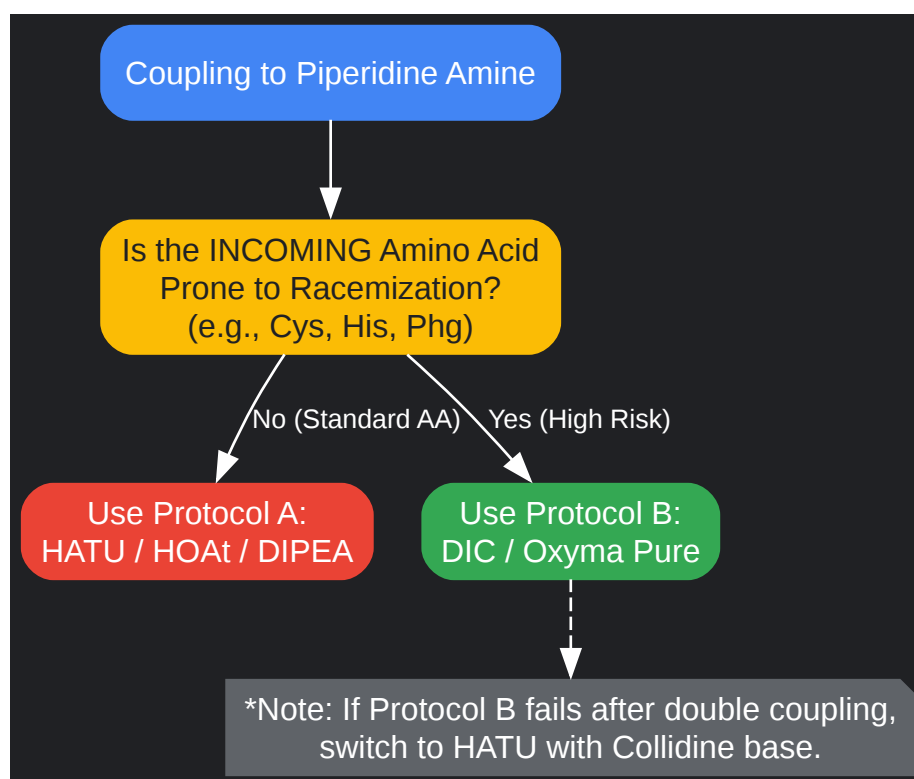 Coupling to Piperidine Amine
Is the INCOMING Amino Acid
Prone to Racemization?
(e.g., Cys, His, Phg)
No (Standard AA)
Yes (High Risk)
Use Protocol A:
HATU / HOAt / DIPEA
Use Protocol B:
DIC / Oxyma Pure
*Note: If Protocol B fails after double coupling,
switch to HATU with Collidine base.